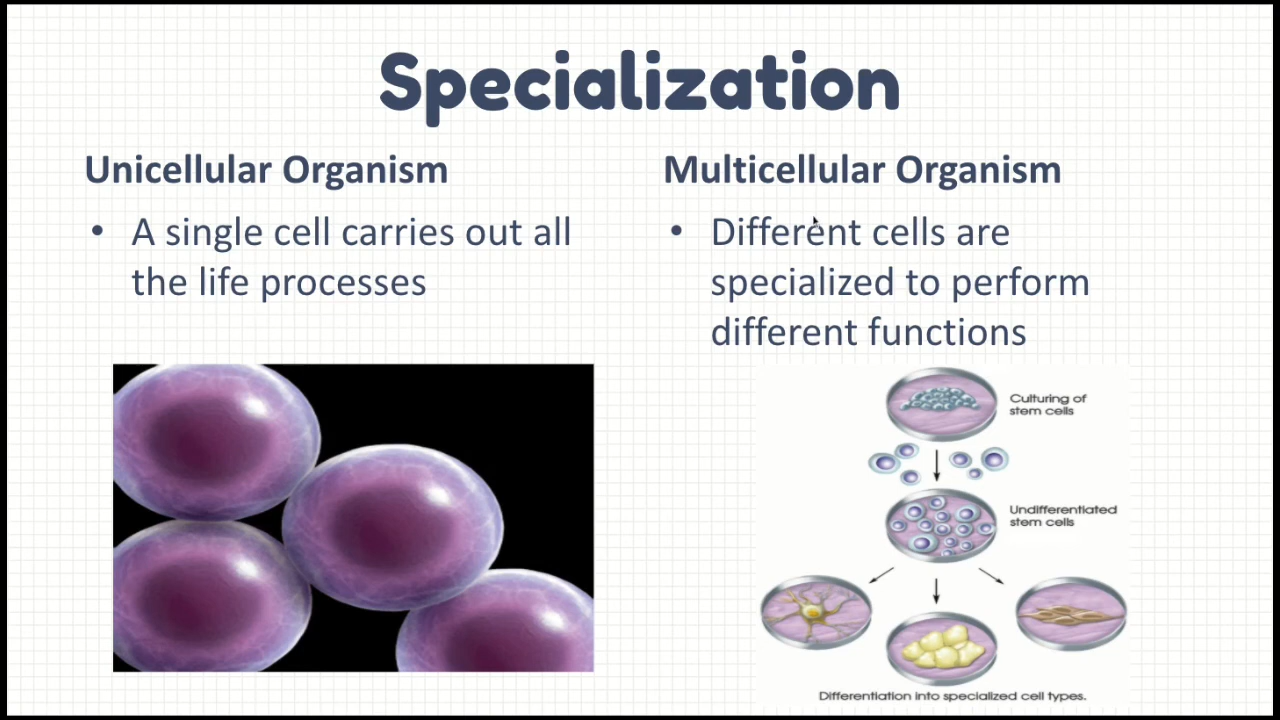 Specialization
Unicellular Organism
• A single cell carries out all
the life processes
Multicellular Organism
• Different cells are
specialized to perform
different functions
Culturing of
stem cells
Undifferentiated
stem cells
Differentiation into specialized cell types.